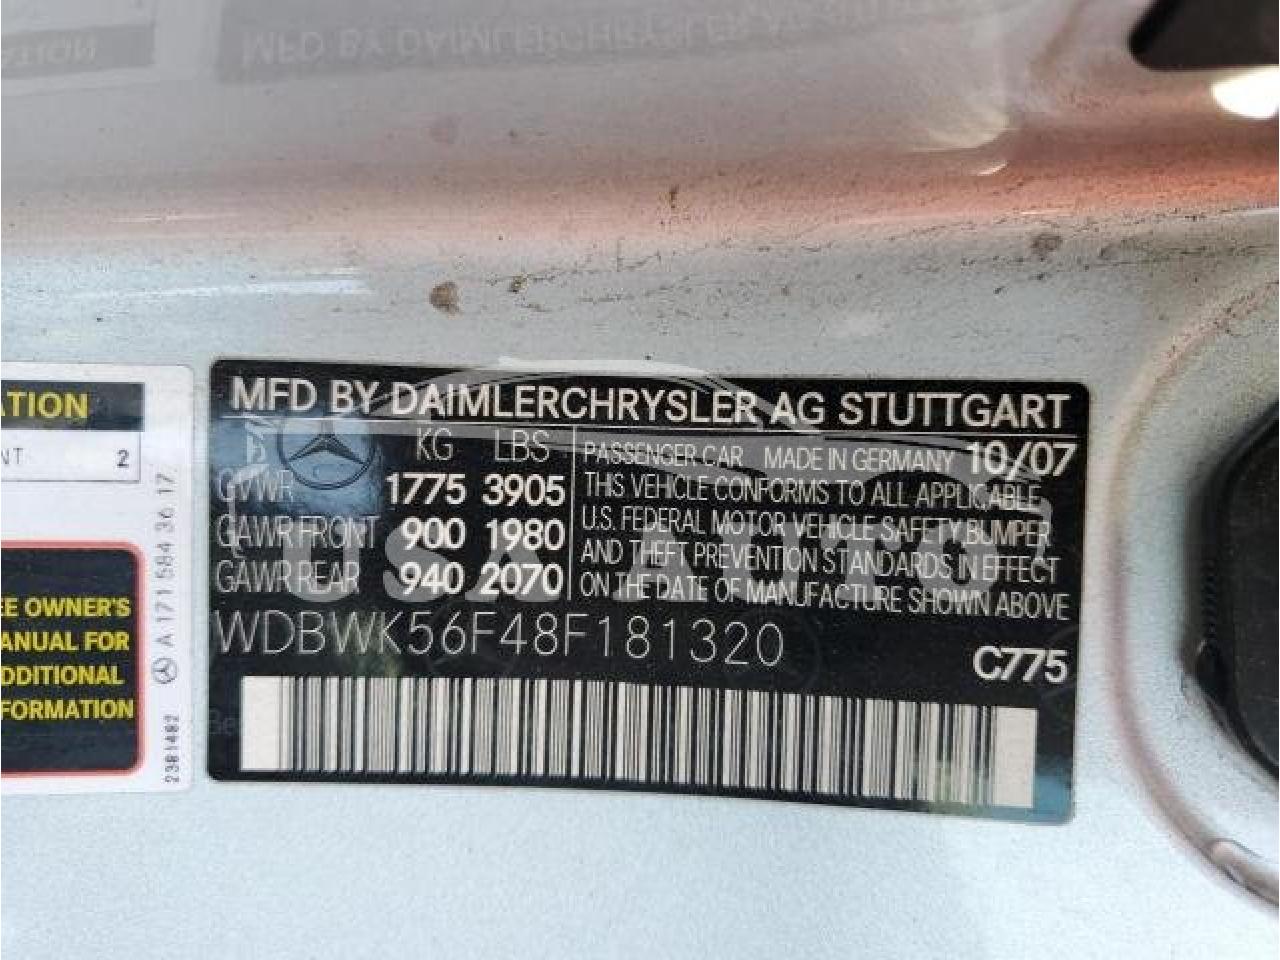 MFD BY DAIMLERCHRYSLER AG STUTTGART
KG LBS
GVWR 1775 3905
GAWR FRONT 900 1980
GAWR REAR 940 2070
PASSENGER CAR MADE IN GERMANY 10/07
THIS VEHICLE CONFORMS TO ALL APPLICABLE
U.S. FEDERAL MOTOR VEHICLE SAFETY BUMPER
AND THEFT PREVENTION STANDARDS IN EFFECT
ON THE DATE OF MANUFACTURE SHOWN ABOVE
WDBWK56F48F181320
C775
USA AVTO
ATION
NT 2
EE OWNER'S
ANUAL FOR
DDITIONAL
FORMATION
A 171 584 36 17
2381482